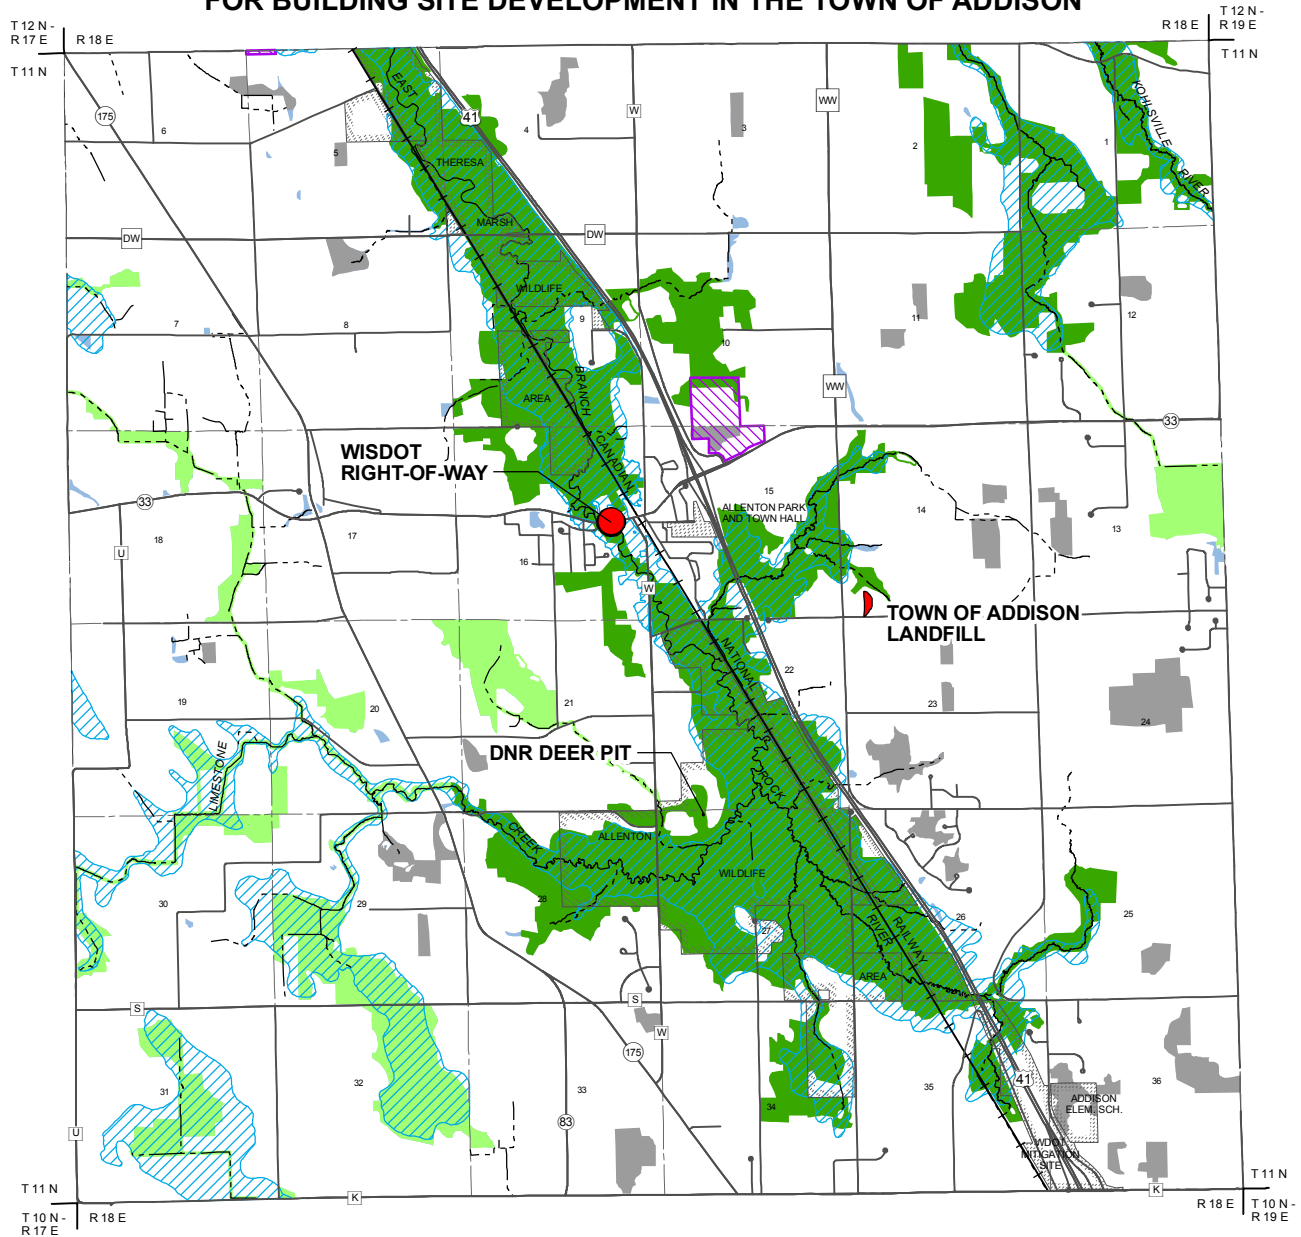 FOR BUILDING SITE DEVELOPMENT IN THE TOWN OF ADDISON
T 12 N -
R 17 E
R 18 E
T 11 N
R 18 E
T 12 N -
R 19 E
T 11 N
175
6
5
EAST
41
4
W
3
WW
2
1
KOHLSVILLE
RIVER
THERESA
MARSH
DW
DW
WILDLIFE
7
8
9
10
11
12
AREA
BRANCH
WW
33
CANADIAN
WISDOT
RIGHT-OF-WAY
33
18
17
16
15
ALLENTON PARK
AND TOWN HALL
14
13
U
W
TOWN OF ADDISON
LANDFILL
NATIONAL
19
20
21
22
23
24
LIMESTONE
DNR DEER PIT
ROCK
CREEK
ALLENTON
WILDLIFE
30
29
28
27
26
25
RIVER
RAILWAY
AREA
S
S
W
175
31
32
33
34
35
36
41
ADDISON
ELEM. SCH.
83
U
WDOT
MITIGATION
SITE
K
K
T 11 N
T 10 N -
R 17 E
R 18 E
R 18 E
T 11 N
T 10 N -
R 19 E